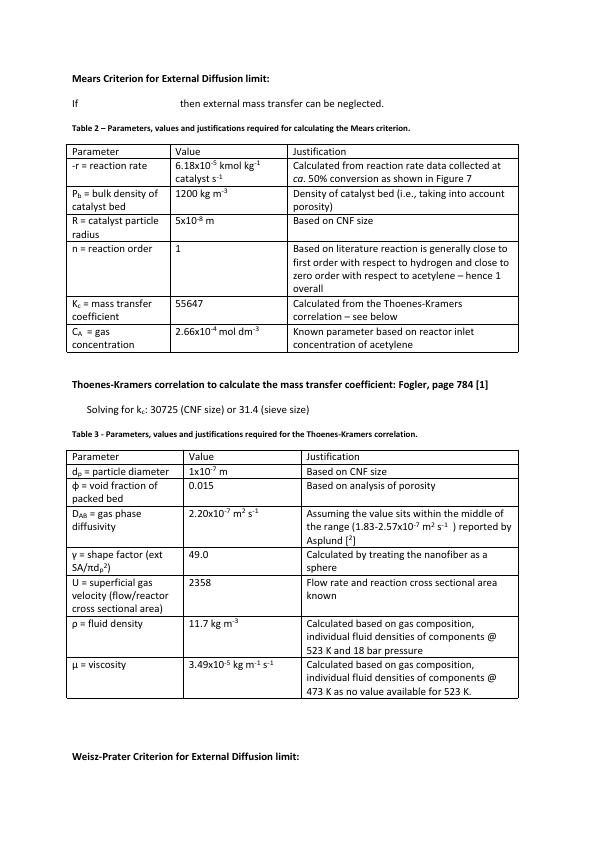 Mears Criterion for External Diffusion limit:
If then external mass transfer can be neglected.
Table 2 – Parameters, values and justifications required for calculating the Mears criterion.
Parameter Value Justification
-r = reaction rate 6.18x10⁻⁵ kmol kg⁻¹ Calculated from reaction rate data collected at
catalyst s⁻¹ ca. 50% conversion as shown in Figure 7
P_b = bulk density of 1200 kg m⁻³ Density of catalyst bed (i.e., taking into account
catalyst bed porosity)
R = catalyst particle 5x10⁻⁸ m Based on CNF size
radius
n = reaction order 1 Based on literature reaction is generally close to
first order with respect to hydrogen and close to
zero order with respect to acetylene – hence 1
overall
K_c = mass transfer 55647 Calculated from the Thoenes-Kramers
coefficient correlation – see below
C_A = gas 2.66x10⁻⁴ mol dm⁻³ Known parameter based on reactor inlet
concentration concentration of acetylene
Thoenes-Kramers correlation to calculate the mass transfer coefficient: Fogler, page 784 [1]
Solving for k_c: 30725 (CNF size) or 31.4 (sieve size)
Table 3 - Parameters, values and justifications required for the Thoenes-Kramers correlation.
Parameter Value Justification
d_p = particle diameter 1x10⁻⁷ m Based on CNF size
ϕ = void fraction of 0.015 Based on analysis of porosity
packed bed
D_AB = gas phase 2.20x10⁻⁷ m² s⁻¹ Assuming the value sits within the middle of
diffusivity the range (1.83-2.57x10⁻⁷ m² s⁻¹ ) reported by
Asplund [²]
γ = shape factor (ext 49.0 Calculated by treating the nanofiber as a
SA/πd_p²) sphere
U = superficial gas 2358 Flow rate and reaction cross sectional area
velocity (flow/reactor known
cross sectional area)
ρ = fluid density 11.7 kg m⁻³ Calculated based on gas composition,
individual fluid densities of components @
523 K and 18 bar pressure
μ = viscosity 3.49x10⁻⁵ kg m⁻¹ s⁻¹ Calculated based on gas composition,
individual fluid densities of components @
473 K as no value available for 523 K.
Weisz-Prater Criterion for External Diffusion limit: